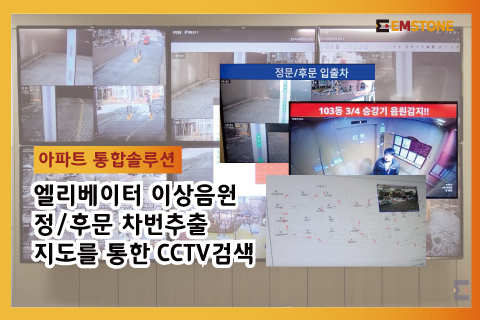 EMSTONE
정문/후문 입출차
103동 3/4 승강기 음원감지!!
아파트 통합솔루션
엘리베이터 이상음원
정/후문 차번추출
지도를 통한 CCTV검색